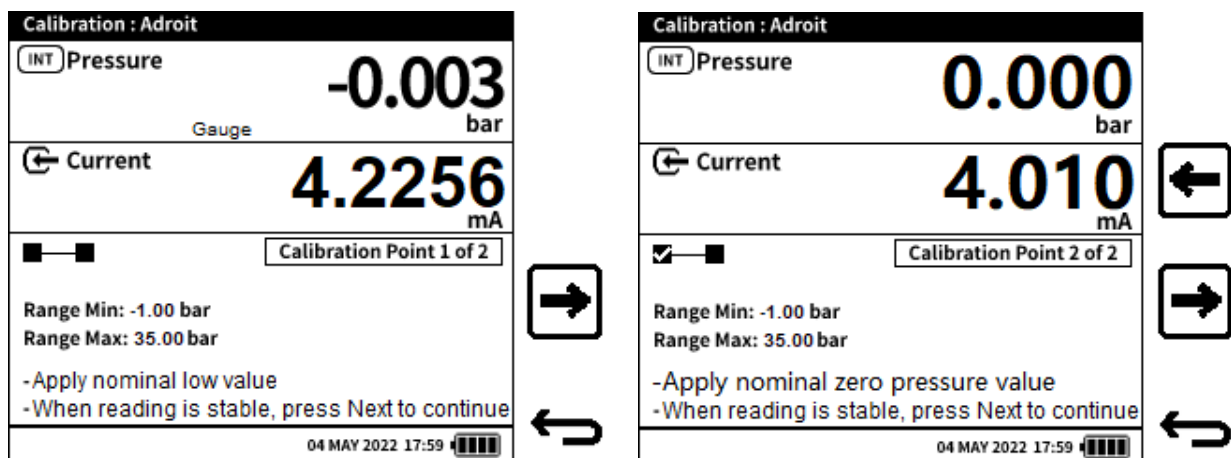 Calibration : Adroit
INT Pressure
-0.003
Gauge
bar
Current
4.2256
mA
Calibration Point 1 of 2
Range Min: -1.00 bar
Range Max: 35.00 bar
-Apply nominal low value
-When reading is stable, press Next to continue
04 MAY 2022 17:59
Calibration : Adroit
INT Pressure
0.000
bar
Current
4.010
mA
Calibration Point 2 of 2
Range Min: -1.00 bar
Range Max: 35.00 bar
-Apply nominal zero pressure value
-When reading is stable, press Next to continue
04 MAY 2022 17:59